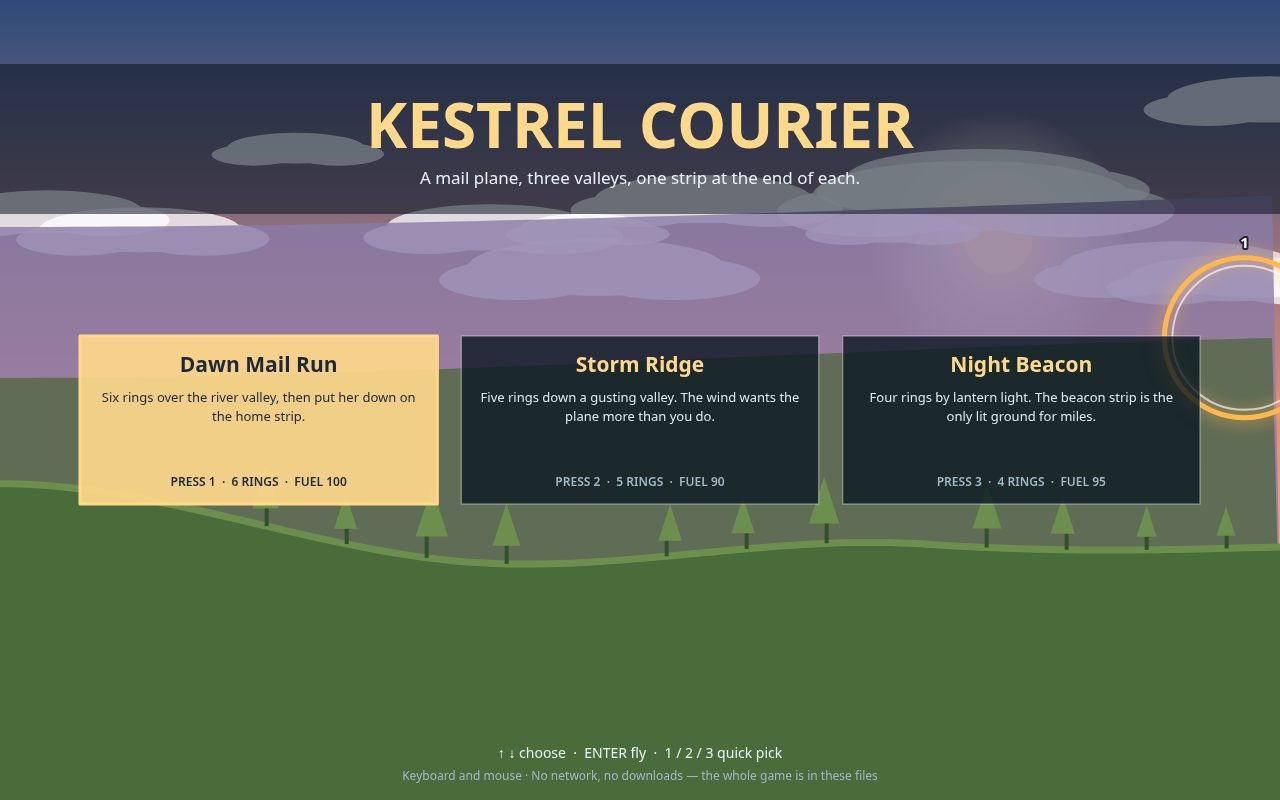 KESTREL COURIER
A mail plane, three valleys, one strip at the end of each.
1
Dawn Mail Run
Six rings over the river valley, then put her down on
the home strip.
PRESS 1 · 6 RINGS · FUEL 100
Storm Ridge
Five rings down a gusting valley. The wind wants the
plane more than you do.
PRESS 2 · 5 RINGS · FUEL 90
Night Beacon
Four rings by lantern light. The beacon strip is the
only lit ground for miles.
PRESS 3 · 4 RINGS · FUEL 95
↑ ↓ choose · ENTER fly · 1 / 2 / 3 quick pick
Keyboard and mouse · No network, no downloads — the whole game is in these files